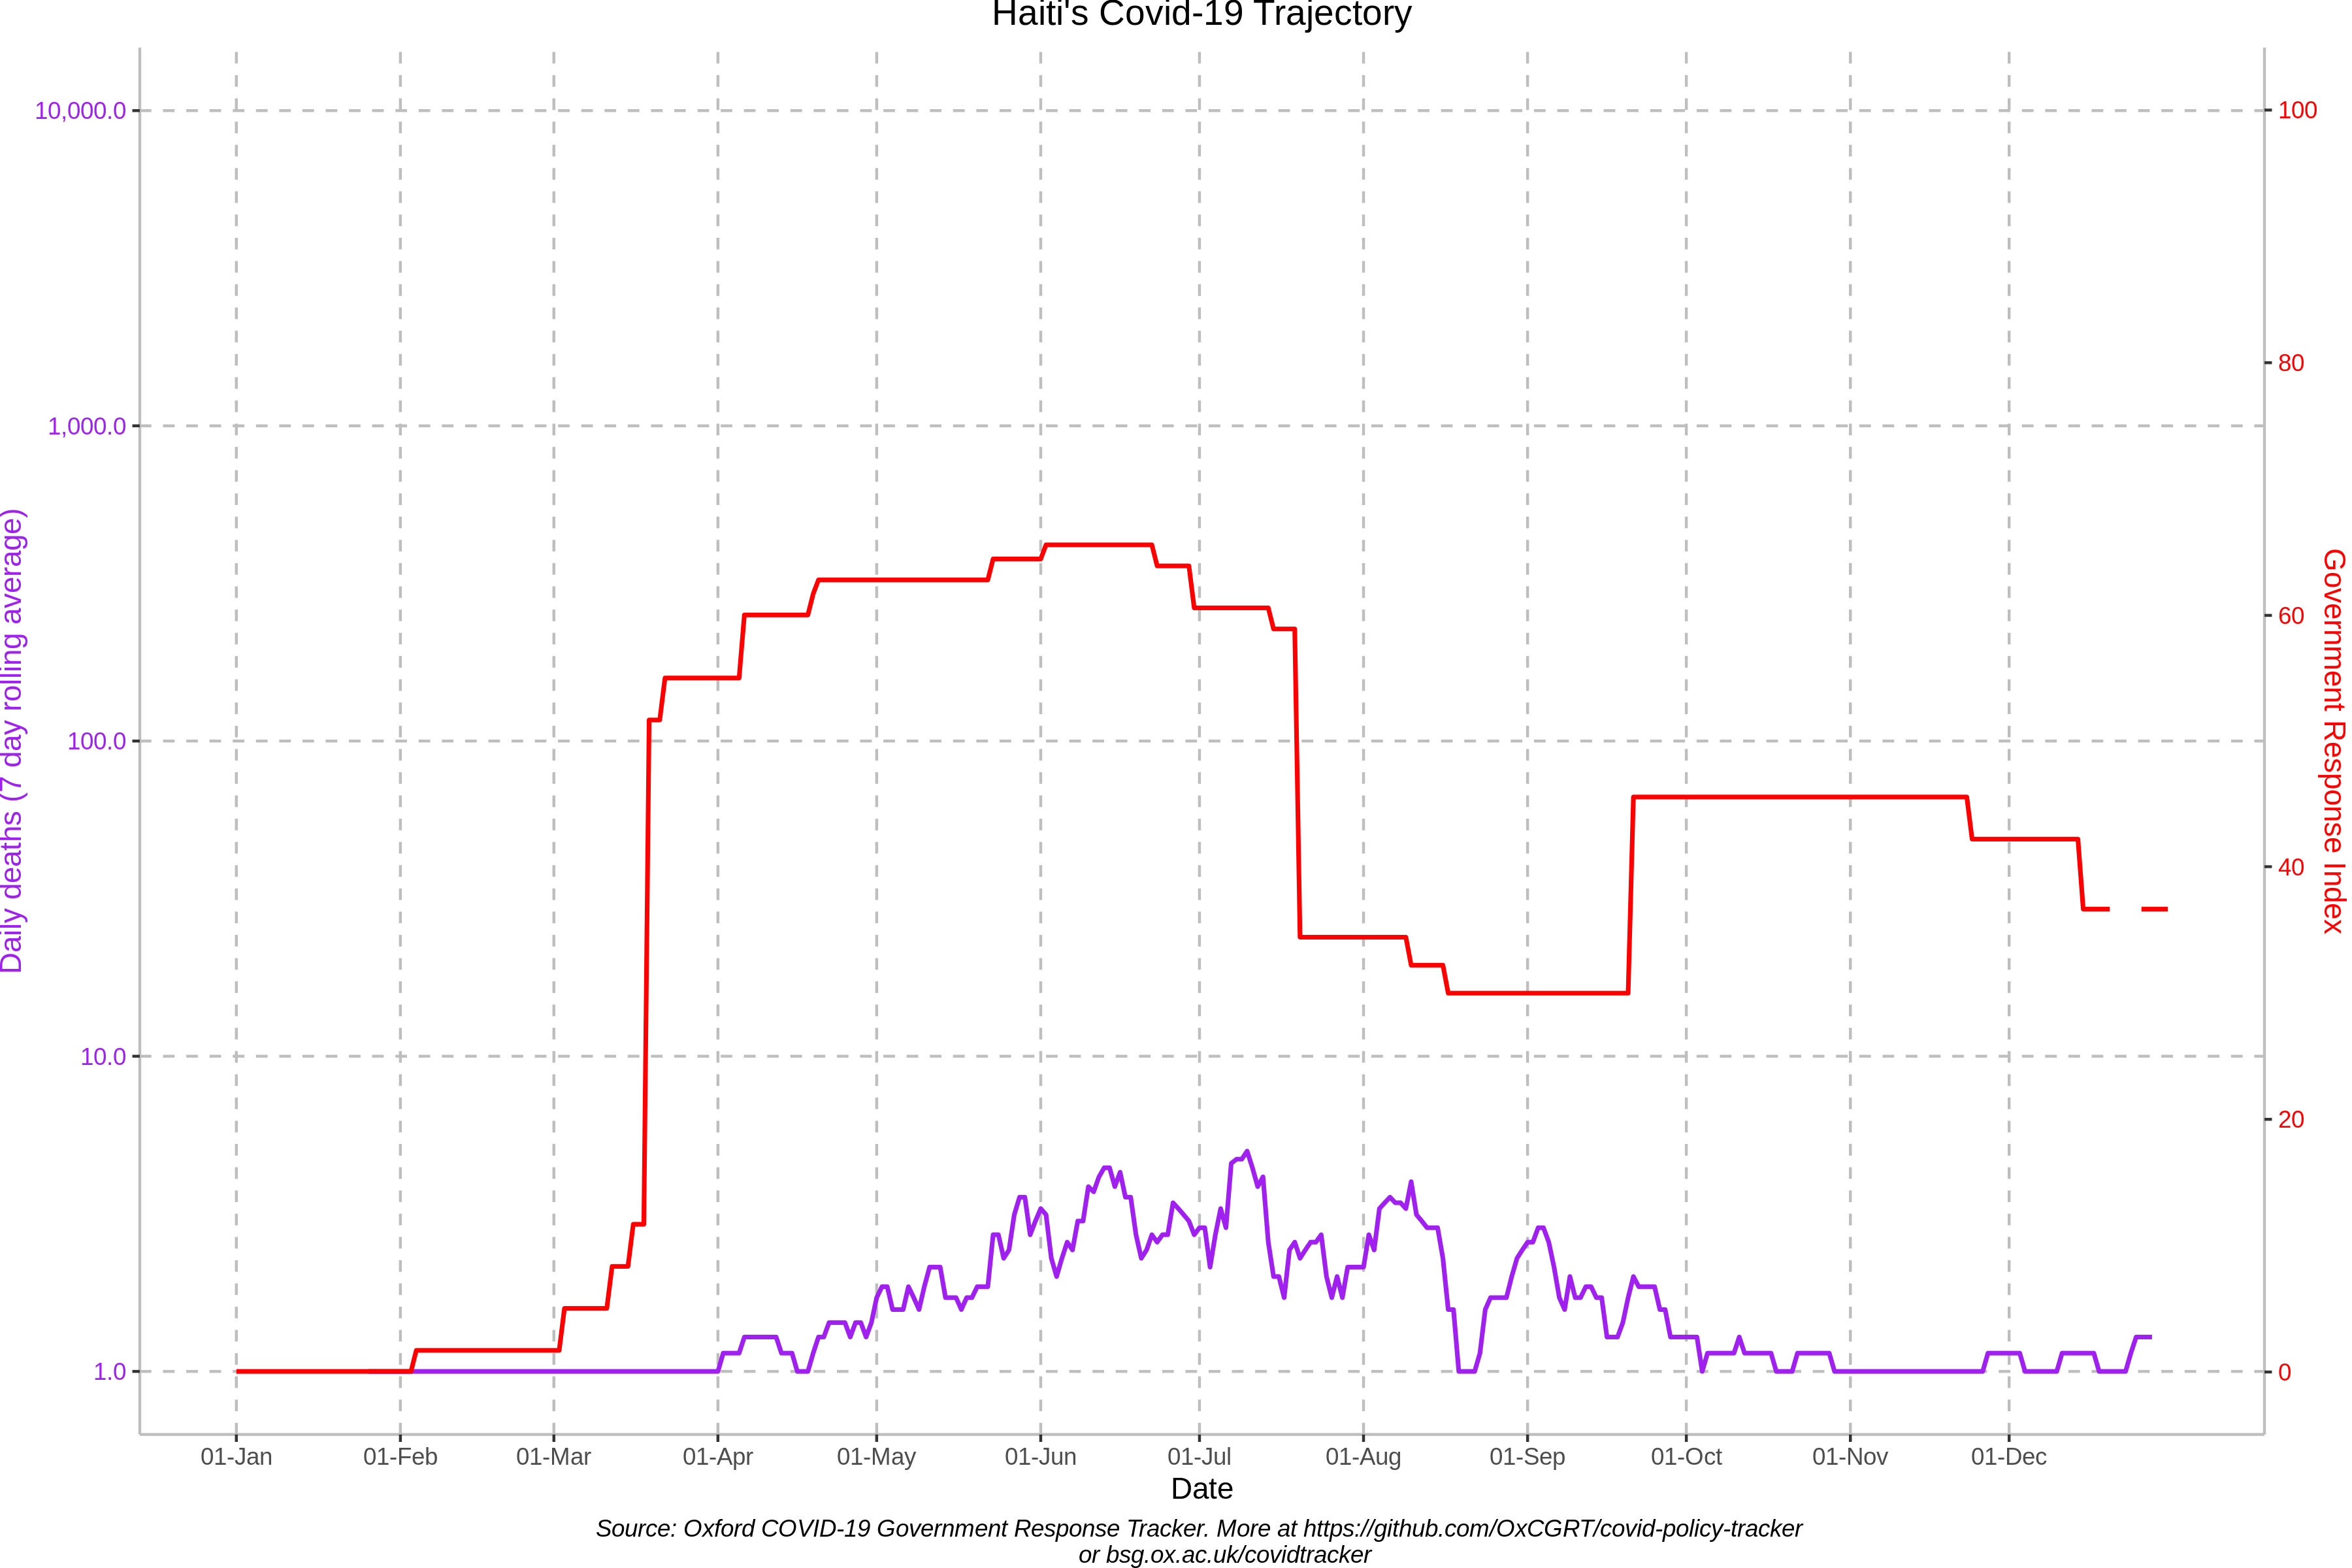 Haiti's Covid-19 Trajectory
10,000.0
1,000.0
100.0
10.0
1.0
Daily deaths (7 day rolling average)
100
80
60
40
20
0
Government Response Index
01-Jan
01-Feb
01-Mar
01-Apr
01-May
01-Jun
01-Jul
01-Aug
01-Sep
01-Oct
01-Nov
01-Dec
Date
Source: Oxford COVID-19 Government Response Tracker. More at https://github.com/OxCGRT/covid-policy-tracker
or bsg.ox.ac.uk/covidtracker